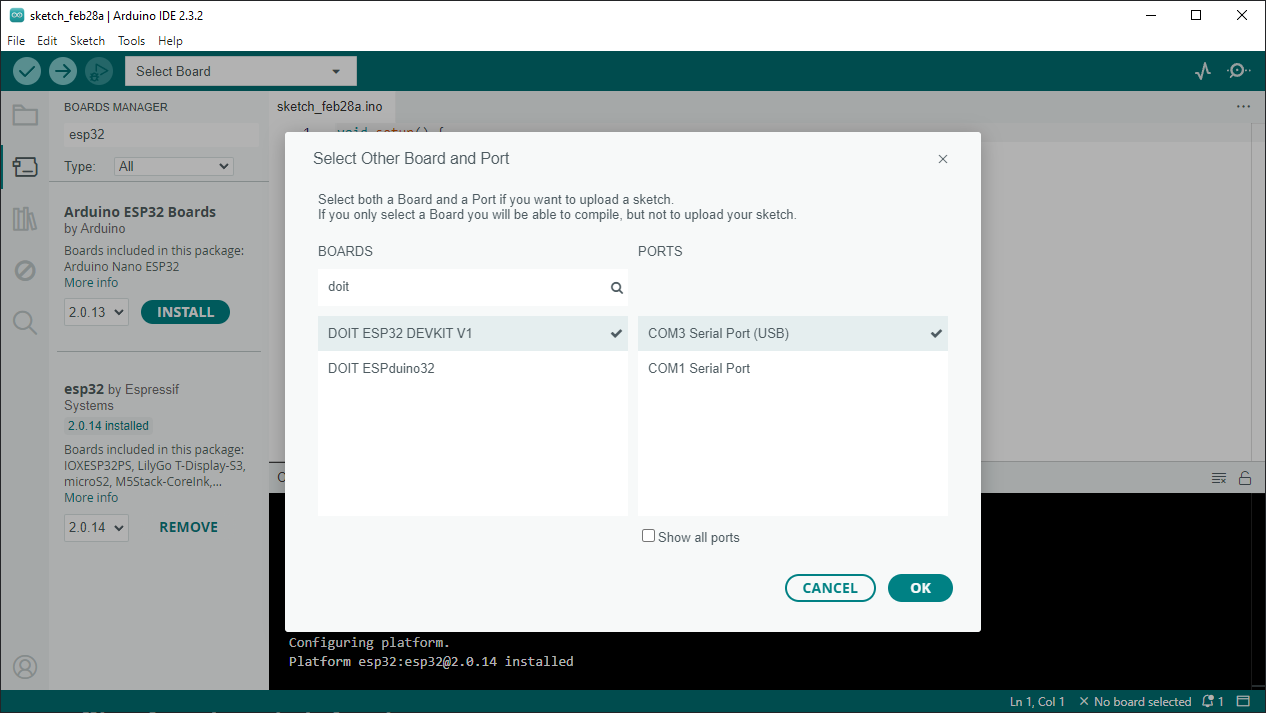 sketch_feb28a | Arduino IDE 2.3.2
File Edit Sketch Tools Help
Select Board
BOARDS MANAGER
esp32
Type: All
Arduino ESP32 Boards
by Arduino
Boards included in this package:
Arduino Nano ESP32
More info
2.0.13 INSTALL
esp32 by Espressif
Systems
2.0.14 installed
Boards included in this package:
IOXESP32PS, LilyGo T-Display-S3,
microS2, M5Stack-CoreInk,...
More info
2.0.14 REMOVE
sketch_feb28a.ino
1 void setup() {
Select Other Board and Port
Select both a Board and a Port if you want to upload a sketch.
If you only select a Board you will be able to compile, but not to upload your sketch.
BOARDS
doit
DOIT ESP32 DEVKIT V1
DOIT ESPduino32
PORTS
COM3 Serial Port (USB)
COM1 Serial Port
Show all ports
CANCEL OK
Configuring platform.
Platform esp32:esp32@2.0.14 installed
Ln 1, Col 1 No board selected 1